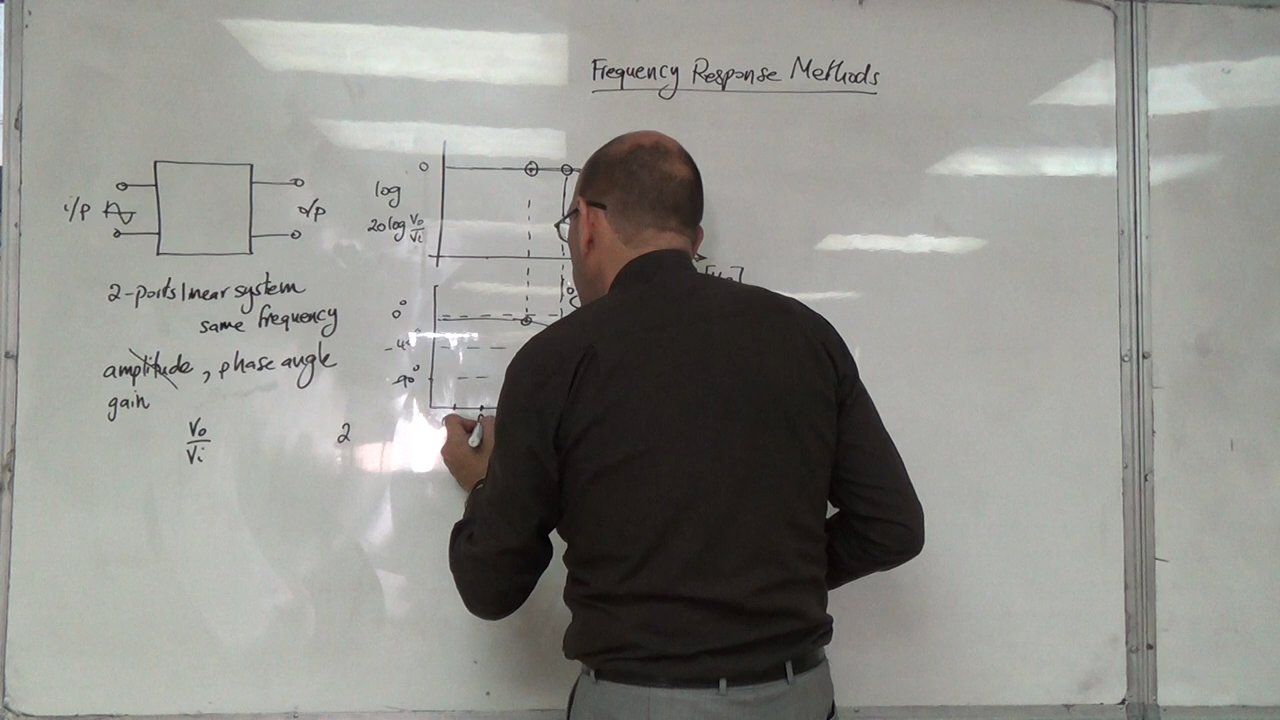 Frequency Response Methods
i/p
o/p
2-ports linear system
same frequency
amplitude, phase angle
gain
Vo
Vi
2
0
log
20 log Vo
Vi
0°
-90°